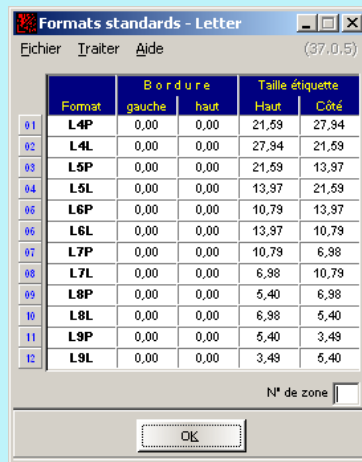 Formats standards - Letter
Fichier Traiter Aide (37.0.5)
Bordure Taille étiquette
Format gauche haut Haut Côté
01 L4P 0,00 0,00 21,59 27,94
02 L4L 0,00 0,00 27,94 21,59
03 L5P 0,00 0,00 21,59 13,97
04 L5L 0,00 0,00 13,97 21,59
05 L6P 0,00 0,00 10,79 13,97
06 L6L 0,00 0,00 13,97 10,79
07 L7P 0,00 0,00 10,79 6,98
08 L7L 0,00 0,00 6,98 10,79
09 L8P 0,00 0,00 5,40 6,98
10 L8L 0,00 0,00 6,98 5,40
11 L9P 0,00 0,00 5,40 3,49
12 L9L 0,00 0,00 3,49 5,40
N° de zone
OK